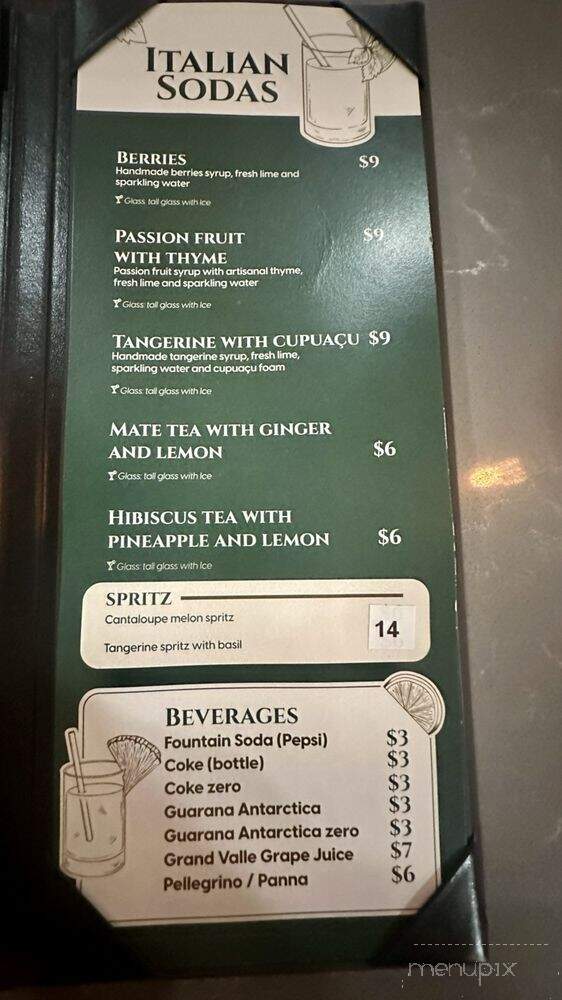 ITALIAN
SODAS
BERRIES $9
Handmade berries syrup, fresh lime and
sparkling water
Glass: tall glass with Ice
PASSION FRUIT $9
WITH THYME
Passion fruit syrup with artisanal thyme,
fresh lime and sparkling water
Glass: tall glass with Ice
TANGERINE WITH CUPUAÇU $9
Handmade tangerine syrup, fresh lime,
sparkling water and cupuaçu foam
Glass: tall glass with Ice
MATE TEA WITH GINGER
AND LEMON $6
Glass: tall glass with Ice
HIBISCUS TEA WITH
PINEAPPLE AND LEMON $6
Glass: tall glass with Ice
SPRITZ
Cantaloupe melon spritz
14
Tangerine spritz with basil
BEVERAGES
Fountain Soda (Pepsi) $3
Coke (bottle) $3
Coke zero $3
Guarana Antarctica $3
Guarana Antarctica zero $3
Grand Valle Grape Juice $7
Pellegrino / Panna $6
menupix